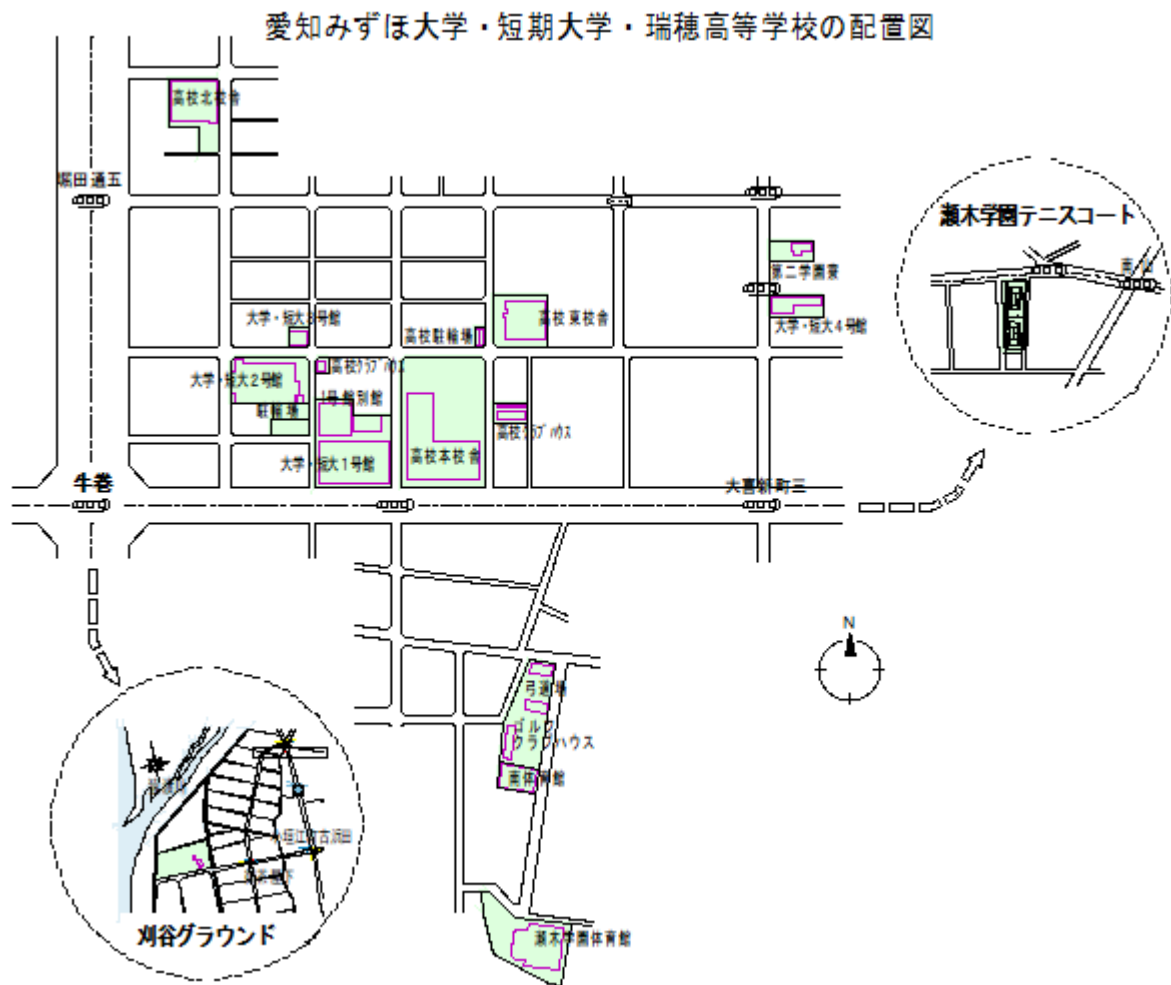 愛知みずほ大学・短期大学・瑞穂高等学校の配置図
高校北校舎
堀田通五
瀬木学園テニスコート
第二学園寮
大学・短大3号館
高校駐輪場
高校東校舎
大学・短大4号館
大学・短大2号館
高校クラブハウス
1号館別館
駐輪場
高校クラブハウス
大学・短大1号館
高校本校舎
牛巻
大喜新町三
N
弓道場
ゴルフ
クラブハウス
南体育館
瀬木学園体育館
刈谷グラウンド